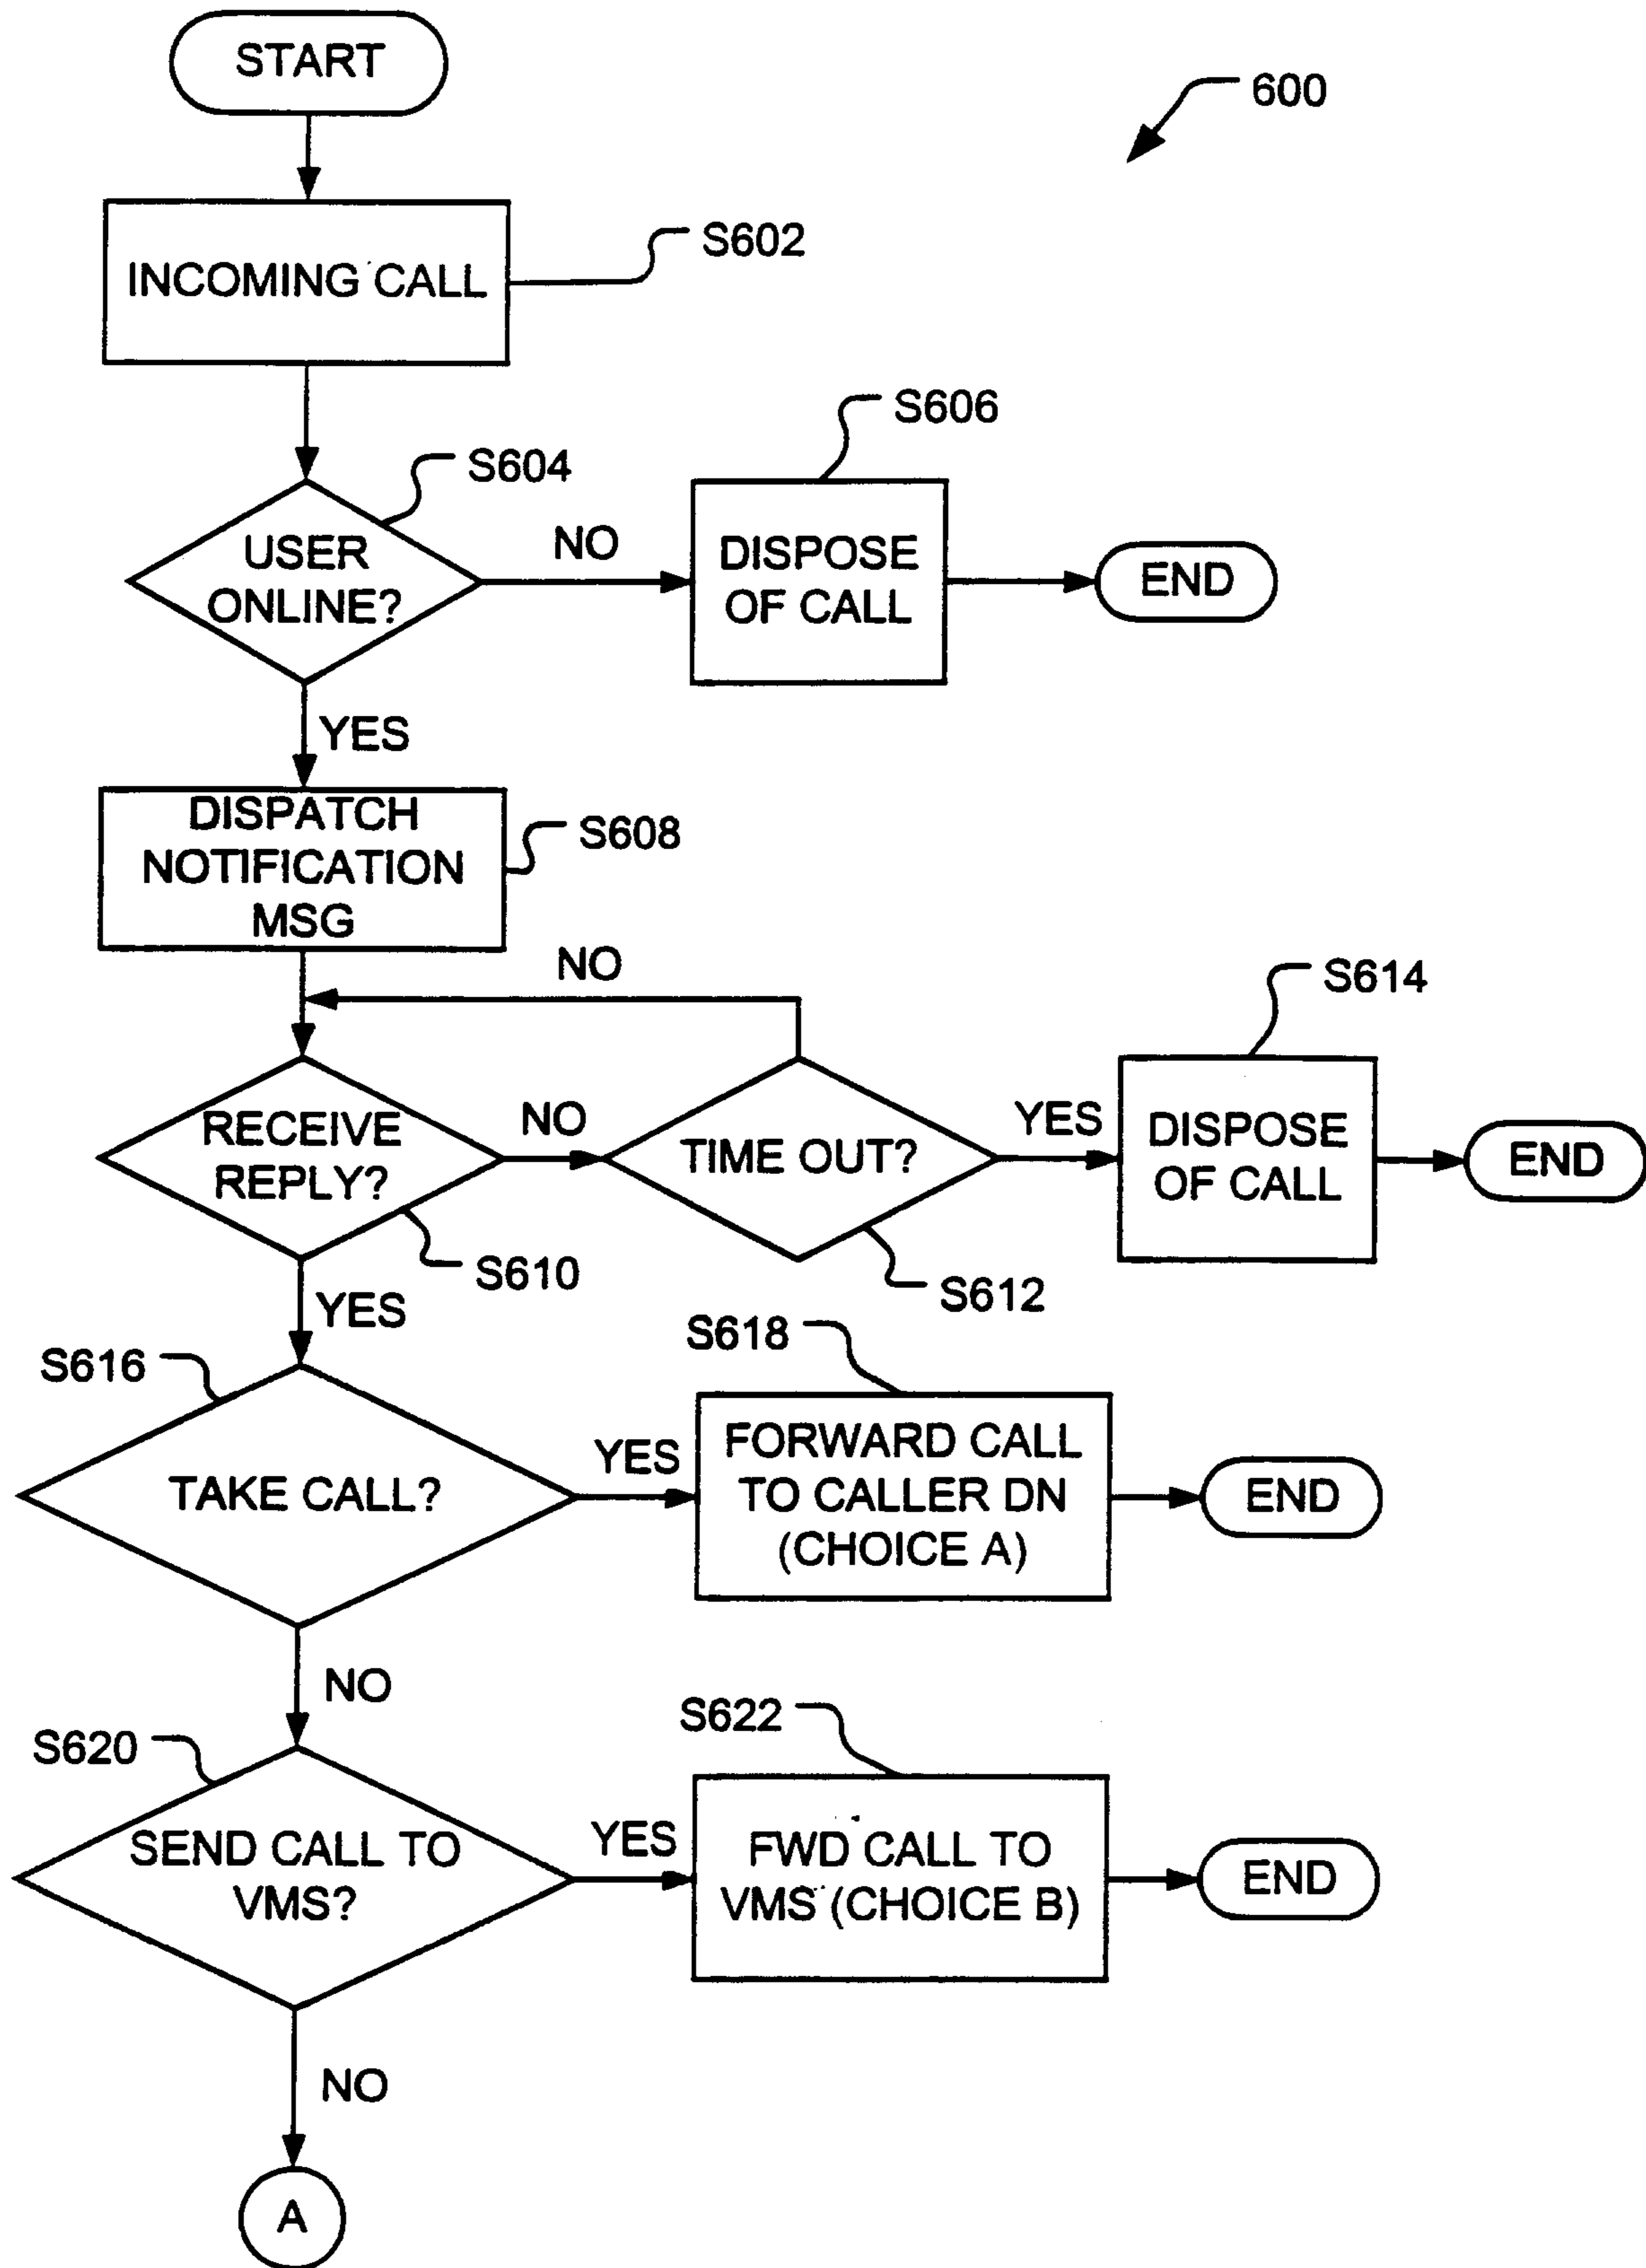 START
600
INCOMING CALL
S602
S606
S604
USER
ONLINE?
NO
DISPOSE
OF CALL
END
YES
DISPATCH
NOTIFICATION
MSG
S608
NO
S614
RECEIVE
REPLY?
NO
TIME OUT?
YES
DISPOSE
OF CALL
END
S610
S612
YES
S618
S616
TAKE CALL?
YES
FORWARD CALL
TO CALLER DN
(CHOICE A)
END
NO
S622
S620
SEND CALL TO
VMS?
YES
FWD CALL TO
VMS (CHOICE B)
END
NO
A